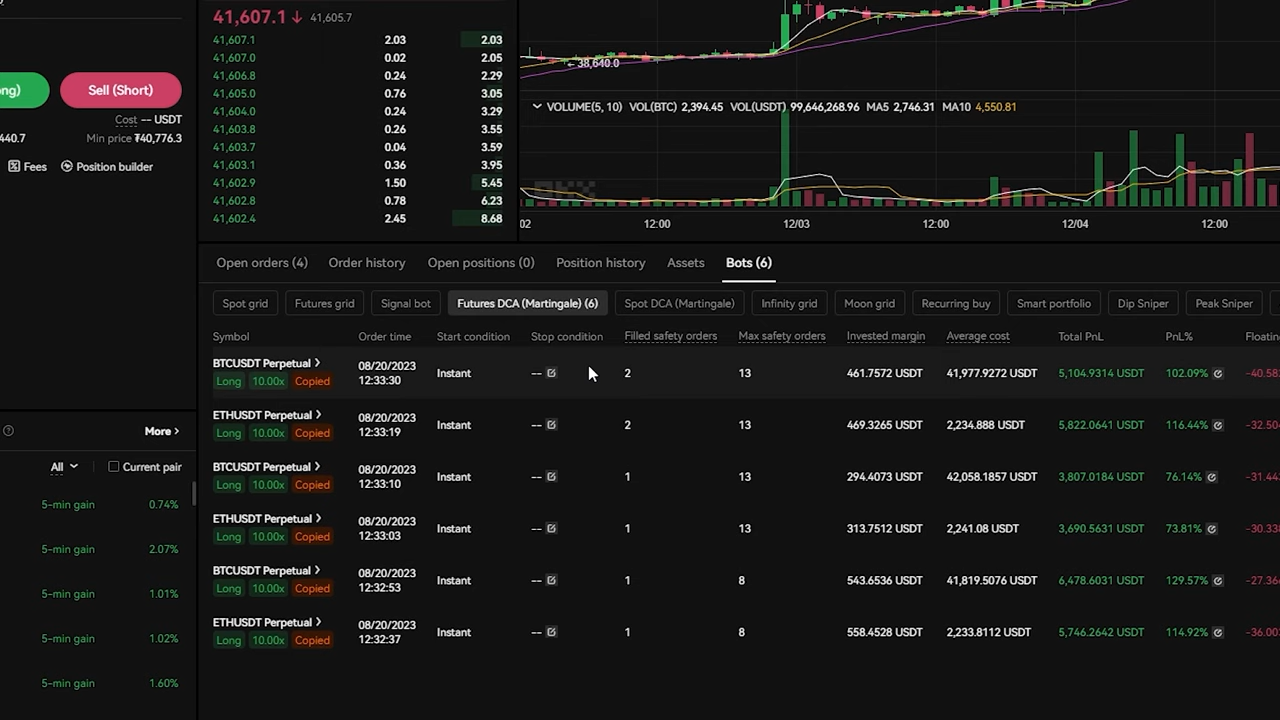 41,607.1↓ 41,605.7
41,607.1 2.03 2.03
41,607.0 0.02 2.05
41,606.8 0.24 2.29
41,605.0 0.76 3.05
41,604.0 0.24 3.29
41,603.8 0.26 3.55
41,603.7 0.04 3.59
41,603.1 0.36 3.95
41,602.9 1.50 5.45
41,602.8 0.78 6.23
41,602.4 2.45 8.68
ng) Sell (Short)
Cost -- USDT
440.7 Min price ₮40,776.3
Fees Position builder
←38,640.0
VOLUME(5, 10) VOL(BTC) 2,394.45 VOL(USDT) 99,646,268.96 MA5 2,746.31 MA10 4,550.81
02 12:00 12/03 12:00 12/04 12:00
Open orders (4) Order history Open positions (0) Position history Assets Bots (6)
Spot grid Futures grid Signal bot Futures DCA (Martingale) (6) Spot DCA (Martingale) Infinity grid Moon grid Recurring buy Smart portfolio Dip Sniper Peak Sniper
Symbol Order time Start condition Stop condition Filled safety orders Max safety orders Invested margin Average cost Total PnL PnL% Floatin
BTCUSDT Perpetual > 08/20/2023 Instant -- 2 13 461.7572 USDT 41,977.9272 USDT 5,104.9314 USDT 102.09% -40.58
Long 10.00x Copied 12:33:30
ETHUSDT Perpetual > 08/20/2023 Instant -- 2 13 469.3265 USDT 2,234.888 USDT 5,822.0641 USDT 116.44% -32.50
Long 10.00x Copied 12:33:19
BTCUSDT Perpetual > 08/20/2023 Instant -- 1 13 294.4073 USDT 42,058.1857 USDT 3,807.0184 USDT 76.14% -31.44
Long 10.00x Copied 12:33:10
ETHUSDT Perpetual > 08/20/2023 Instant -- 1 13 313.7512 USDT 2,241.08 USDT 3,690.5631 USDT 73.81% -30.33
Long 10.00x Copied 12:33:03
BTCUSDT Perpetual > 08/20/2023 Instant -- 1 8 543.6536 USDT 41,819.5076 USDT 6,478.6031 USDT 129.57% -27.36
Long 10.00x Copied 12:32:53
ETHUSDT Perpetual > 08/20/2023 Instant -- 1 8 558.4528 USDT 2,233.8112 USDT 5,746.2642 USDT 114.92% -36.00
Long 10.00x Copied 12:32:37
More >
All Current pair
5-min gain 0.74%
5-min gain 2.07%
5-min gain 1.01%
5-min gain 1.02%
5-min gain 1.60%